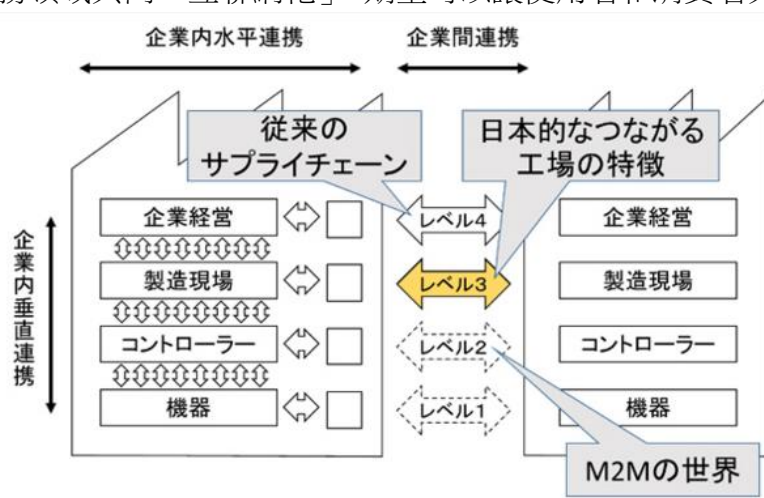 企業内水平連携
企業間連携
従来の
サプライチェーン
日本的なつながる
工場の特徴
企業内垂直連携
企業経営
レベル4
企業経営
製造現場
レベル3
製造現場
コントローラー
レベル2
コントローラー
機器
レベル1
機器
M2Mの世界